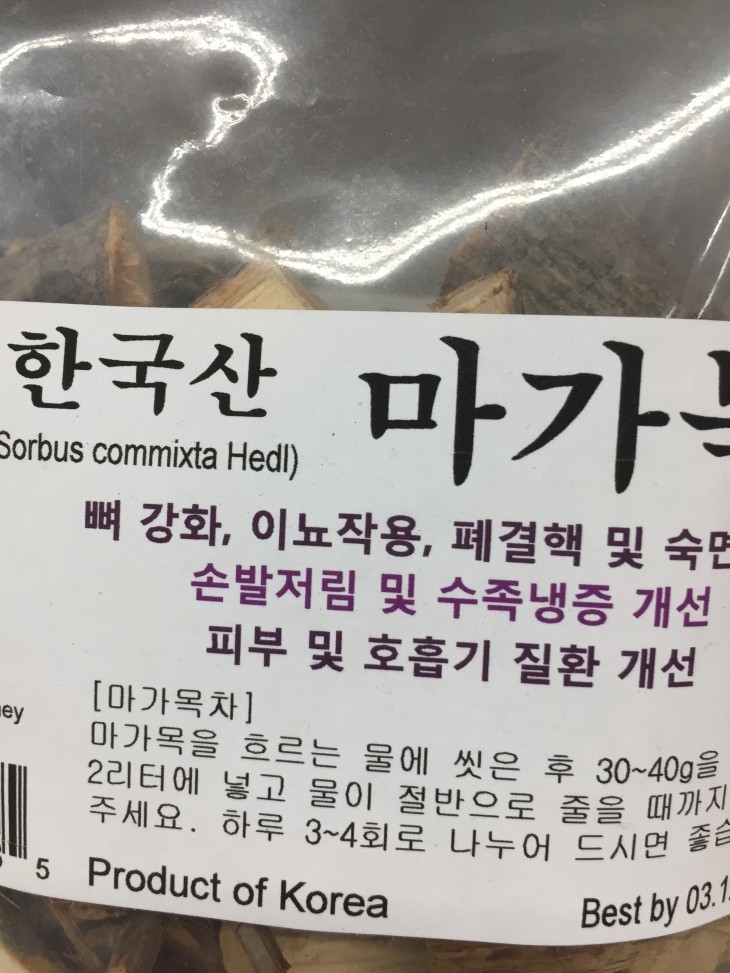 한국산 마가
Sorbus commixta Hedl)
뼈 강화, 이뇨작용, 폐결핵 및 숙면
손발저림 및 수족냉증 개선
피부 및 호흡기 질환 개선
[마가목차]
마가목을 흐르는 물에 씻은 후 30~40g을
2리터에 넣고 물이 절반으로 줄을 때까지
주세요. 하루 3~4회로 나누어 드시면
5
Product of Korea
Best by 03.1